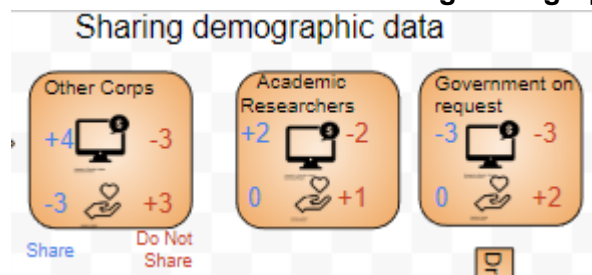 Sharing demographic data
Other Corps
+4 $ -3
-3 +3
Share
Do Not
Share
Academic
Researchers
+2 $ -2
0 +1
Government on
request
-3 $ -3
0 +2
Dr